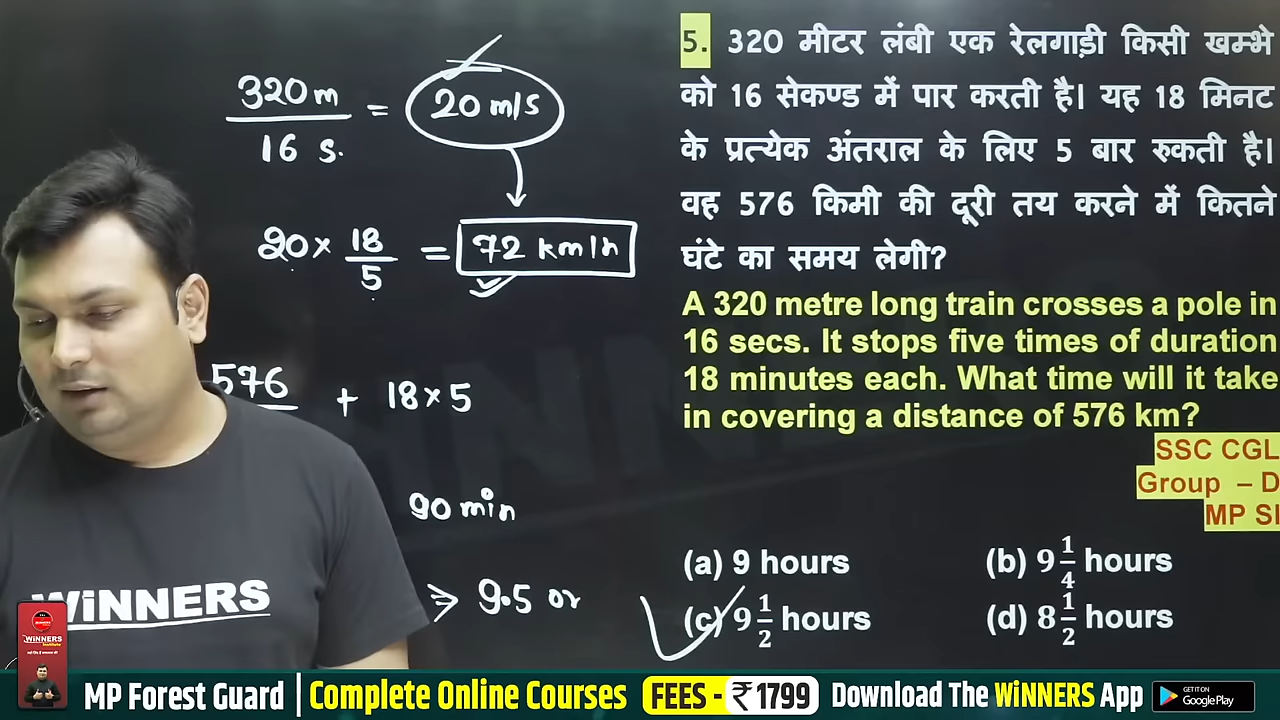 320 m / 16 s. = 20 m/s
20 × 18/5 = 72 km/h
576 + 18×5
90 min
⇒ 9.5 or
5. 320 मीटर लंबी एक रेलगाड़ी किसी खम्भे
को 16 सेकण्ड में पार करती है। यह 18 मिनट
के प्रत्येक अंतराल के लिए 5 बार रुकती है।
वह 576 किमी की दूरी तय करने में कितने
घंटे का समय लेगी?
A 320 metre long train crosses a pole in
16 secs. It stops five times of duration
18 minutes each. What time will it take
in covering a distance of 576 km?
SSC CGL
Group – D
MP SI
(a) 9 hours (b) 9 1/4 hours
(c) 9 1/2 hours (d) 8 1/2 hours
WiNNERS
WiNNERS
MP Forest Guard | Complete Online Courses FEES - ₹ 1799 Download The WiNNERS App GET IT ON Google Play